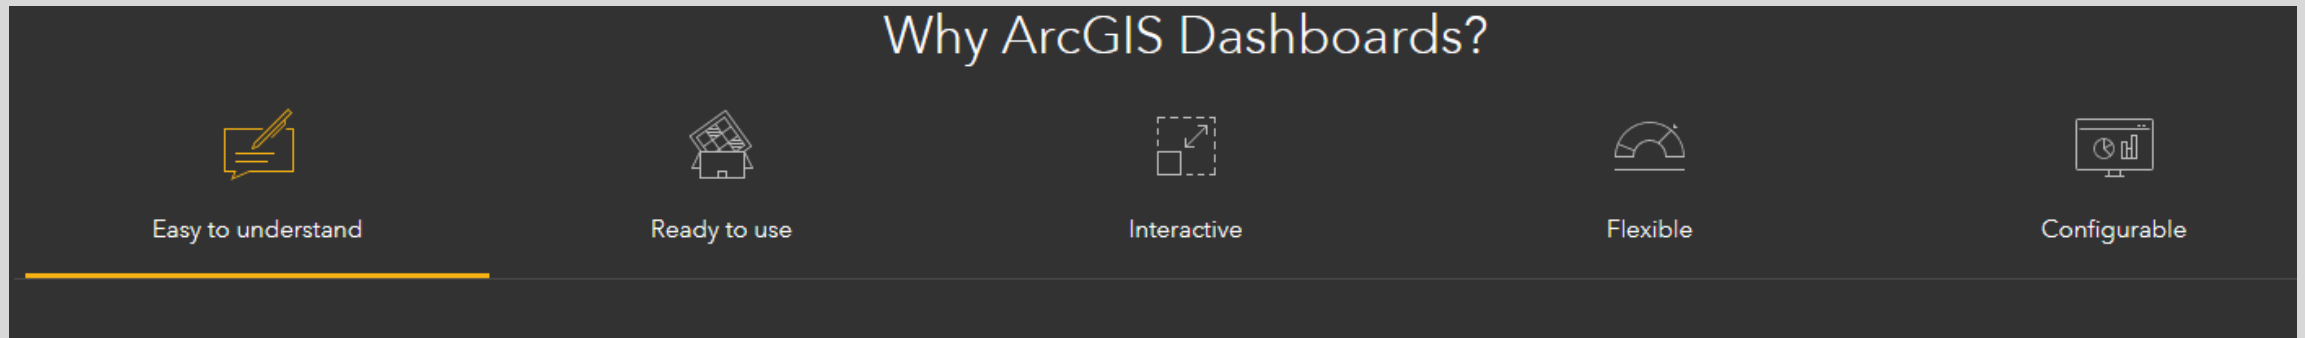 Why ArcGIS Dashboards?
Easy to understand
Ready to use
Interactive
Flexible
Configurable